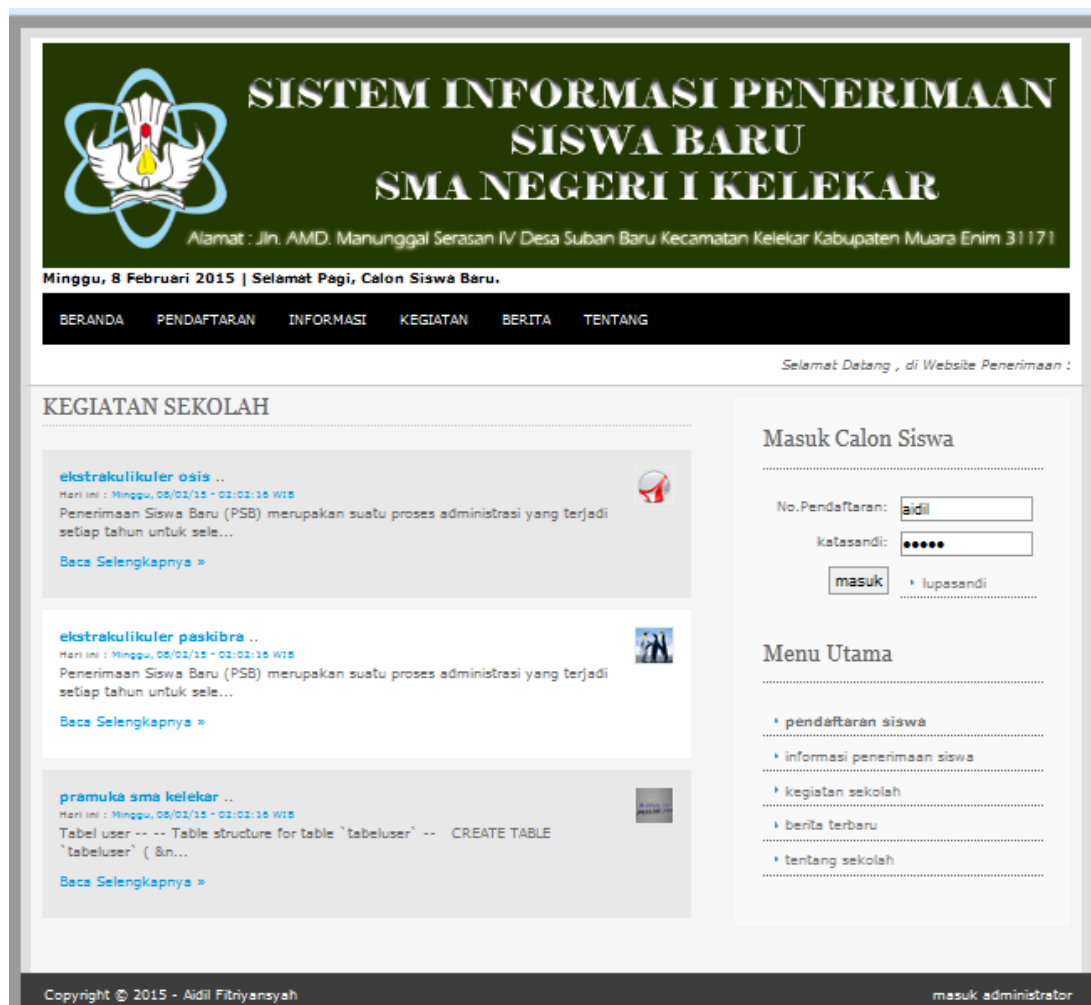 SISTEM INFORMASI PENERIMAAN
SISWA BARU
SMA NEGERI I KELEKAR
Alamat : Jln. AMD. Manunggal Serasan IV Desa Suban Baru Kecamatan Kelekar Kabupaten Muara Enim 31171
Minggu, 8 Februari 2015 | Selamat Pagi, Calon Siswa Baru.
BERANDA PENDAFTARAN INFORMASI KEGIATAN BERITA TENTANG
Selamat Datang , di Website Penerimaan
KEGIATAN SEKOLAH
ekstrakulikuler osis ..
Hari ini : Minggu, 08/02/15 - 02:02:16 WIB
Penerimaan Siswa Baru (PSB) merupakan suatu proses administrasi yang terjadi
setiap tahun untuk sele...
Baca Selengkapnya »
ekstrakulikuler paskibra ..
Hari ini : Minggu, 08/02/15 - 02:02:16 WIB
Penerimaan Siswa Baru (PSB) merupakan suatu proses administrasi yang terjadi
setiap tahun untuk sele...
Baca Selengkapnya »
pramuka sma kelekar ..
Hari ini : Minggu, 08/02/15 - 02:02:16 WIB
Tabel user -- -- Table structure for table `tabeluser` -- CREATE TABLE
`tabeluser` ( &n...
Baca Selengkapnya »
Masuk Calon Siswa
No.Pendaftaran: aidil
katasandi: •••••
masuk lupasandi
Menu Utama
pendaftaran siswa
informasi penerimaan siswa
kegiatan sekolah
berita terbaru
tentang sekolah
Copyright © 2015 - Aidil Fitriyansyah
masuk administrator